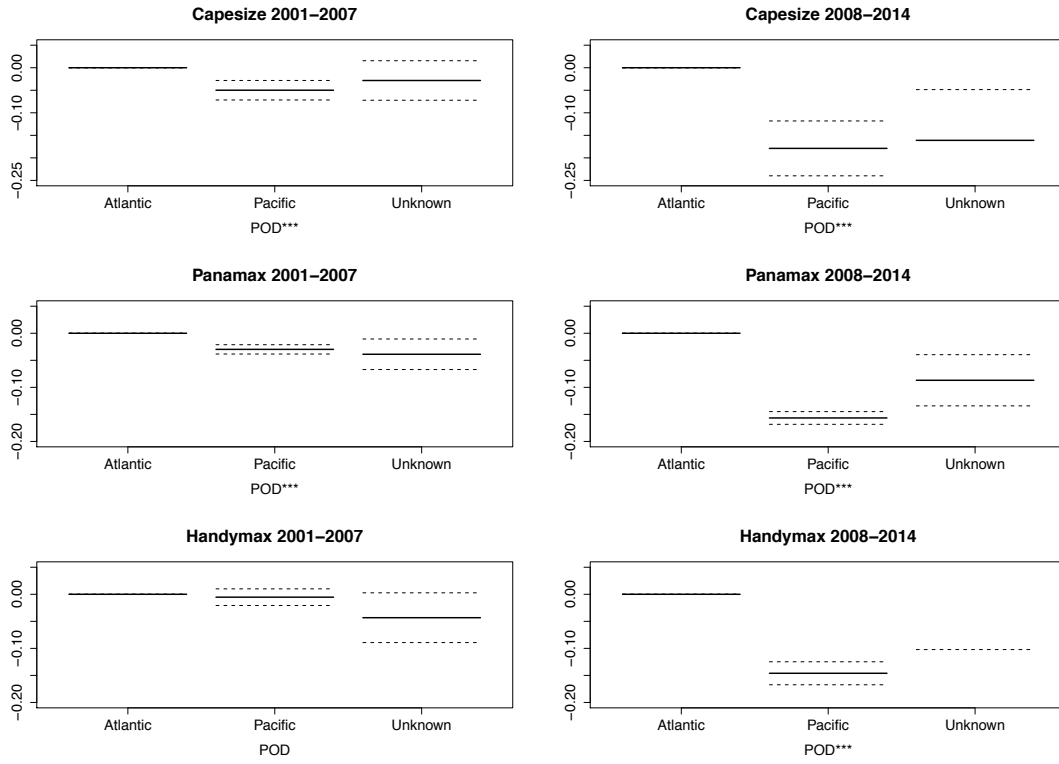 Capesize 2001−2007
0.00
−0.10
−0.25
Atlantic Pacific Unknown
POD***
Capesize 2008−2014
0.00
−0.10
−0.25
Atlantic Pacific Unknown
POD***
Panamax 2001−2007
0.00
−0.10
−0.20
Atlantic Pacific Unknown
POD***
Panamax 2008−2014
0.00
−0.10
−0.20
Atlantic Pacific Unknown
POD***
Handymax 2001−2007
0.00
−0.10
−0.20
Atlantic Pacific Unknown
POD
Handymax 2008−2014
0.00
−0.10
−0.20
Atlantic Pacific Unknown
POD***